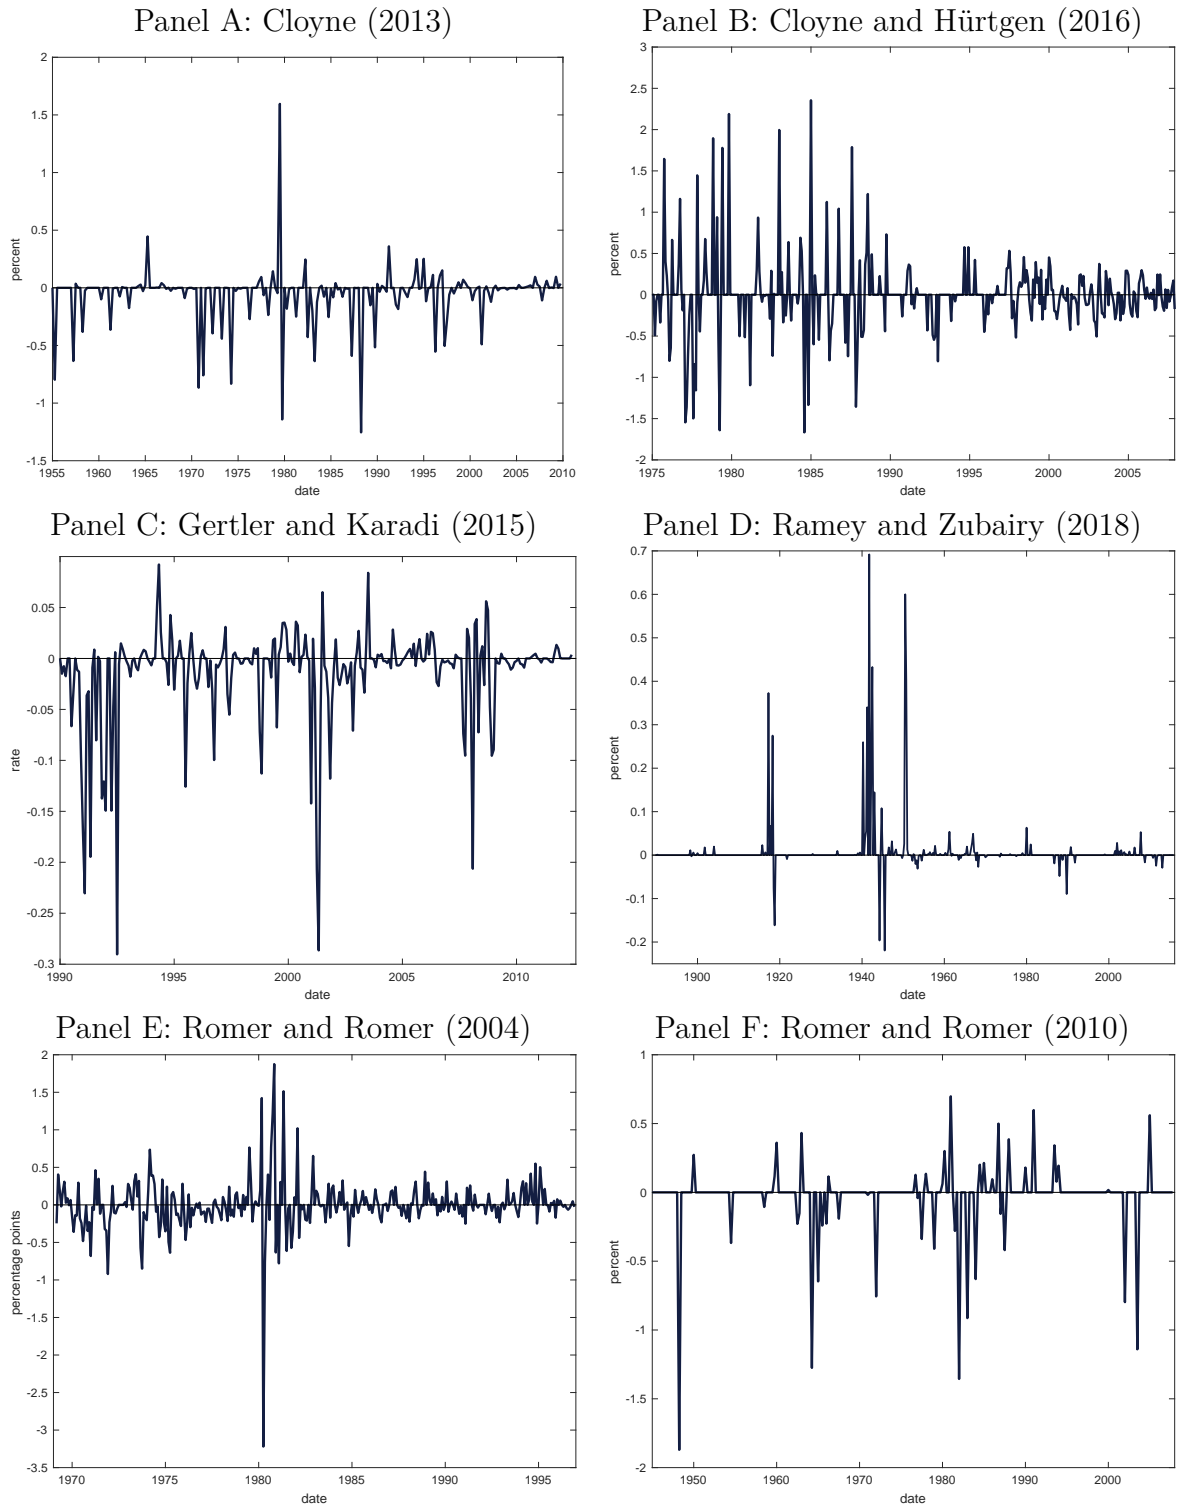 Panel A: Cloyne (2013)
2
1.5
1
0.5
0
-0.5
-1
-1.5
percent
1955 1960 1965 1970 1975 1980 1985 1990 1995 2000 2005 2010
date
Panel B: Cloyne and Hürtgen (2016)
3
2.5
2
1.5
1
0.5
0
-0.5
-1
-1.5
-2
percent
1975 1980 1985 1990 1995 2000 2005
date
Panel C: Gertler and Karadi (2015)
0.05
0
-0.05
-0.1
-0.15
-0.2
-0.25
-0.3
rate
1990 1995 2000 2005 2010
date
Panel D: Ramey and Zubairy (2018)
0.7
0.6
0.5
0.4
0.3
0.2
0.1
0
-0.1
-0.2
percent
1900 1920 1940 1960 1980 2000
date
Panel E: Romer and Romer (2004)
2
1.5
1
0.5
0
-0.5
-1
-1.5
-2
-2.5
-3
-3.5
percentage points
1970 1975 1980 1985 1990 1995
date
Panel F: Romer and Romer (2010)
1
0.5
0
-0.5
-1
-1.5
-2
percent
1950 1960 1970 1980 1990 2000
date